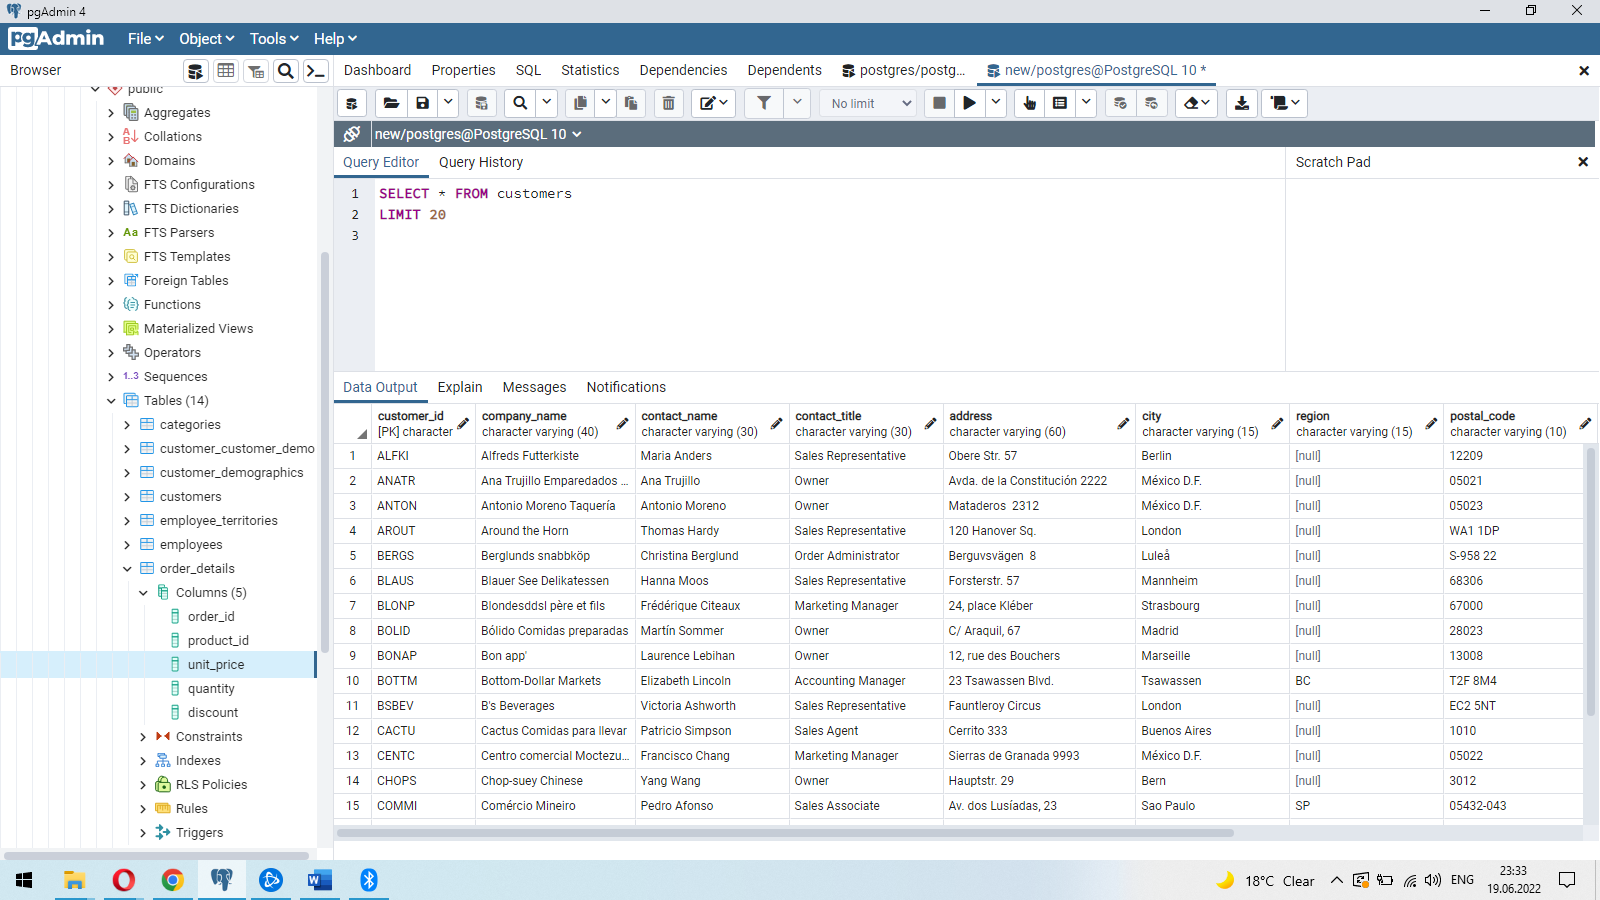 pgAdmin 4
pgAdmin File Object Tools Help
Browser
Dashboard Properties SQL Statistics Dependencies Dependents postgres/postg... new/postgres@PostgreSQL 10 *
No limit
new/postgres@PostgreSQL 10
Query Editor Query History
Scratch Pad
1 SELECT * FROM customers
2 LIMIT 20
3
public
Aggregates
Collations
Domains
FTS Configurations
FTS Dictionaries
Aa FTS Parsers
FTS Templates
Foreign Tables
Functions
Materialized Views
Operators
1..3 Sequences
Tables (14)
categories
customer_customer_demo
customer_demographics
customers
employee_territories
employees
order_details
Columns (5)
order_id
product_id
unit_price
quantity
discount
Constraints
Indexes
RLS Policies
Rules
Triggers
Data Output Explain Messages Notifications
customer_id company_name contact_name contact_title address city region postal_code
[PK] character character varying (40) character varying (30) character varying (30) character varying (60) character varying (15) character varying (15) character varying (10)
1 ALFKI Alfreds Futterkiste Maria Anders Sales Representative Obere Str. 57 Berlin [null] 12209
2 ANATR Ana Trujillo Emparedados ... Ana Trujillo Owner Avda. de la Constitución 2222 México D.F. [null] 05021
3 ANTON Antonio Moreno Taquería Antonio Moreno Owner Mataderos 2312 México D.F. [null] 05023
4 AROUT Around the Horn Thomas Hardy Sales Representative 120 Hanover Sq. London [null] WA1 1DP
5 BERGS Berglunds snabbköp Christina Berglund Order Administrator Berguvsvägen 8 Luleå [null] S-958 22
6 BLAUS Blauer See Delikatessen Hanna Moos Sales Representative Forsterstr. 57 Mannheim [null] 68306
7 BLONP Blondesddsl père et fils Frédérique Citeaux Marketing Manager 24, place Kléber Strasbourg [null] 67000
8 BOLID Bólido Comidas preparadas Martín Sommer Owner C/ Araquil, 67 Madrid [null] 28023
9 BONAP Bon app' Laurence Lebihan Owner 12, rue des Bouchers Marseille [null] 13008
10 BOTTM Bottom-Dollar Markets Elizabeth Lincoln Accounting Manager 23 Tsawassen Blvd. Tsawassen BC T2F 8M4
11 BSBEV B's Beverages Victoria Ashworth Sales Representative Fauntleroy Circus London [null] EC2 5NT
12 CACTU Cactus Comidas para llevar Patricio Simpson Sales Agent Cerrito 333 Buenos Aires [null] 1010
13 CENTC Centro comercial Moctezu... Francisco Chang Marketing Manager Sierras de Granada 9993 México D.F. [null] 05022
14 CHOPS Chop-suey Chinese Yang Wang Owner Hauptstr. 29 Bern [null] 3012
15 COMMI Comércio Mineiro Pedro Afonso Sales Associate Av. dos Lusíadas, 23 Sao Paulo SP 05432-043
18°C Clear ENG 23:33
19.06.2022